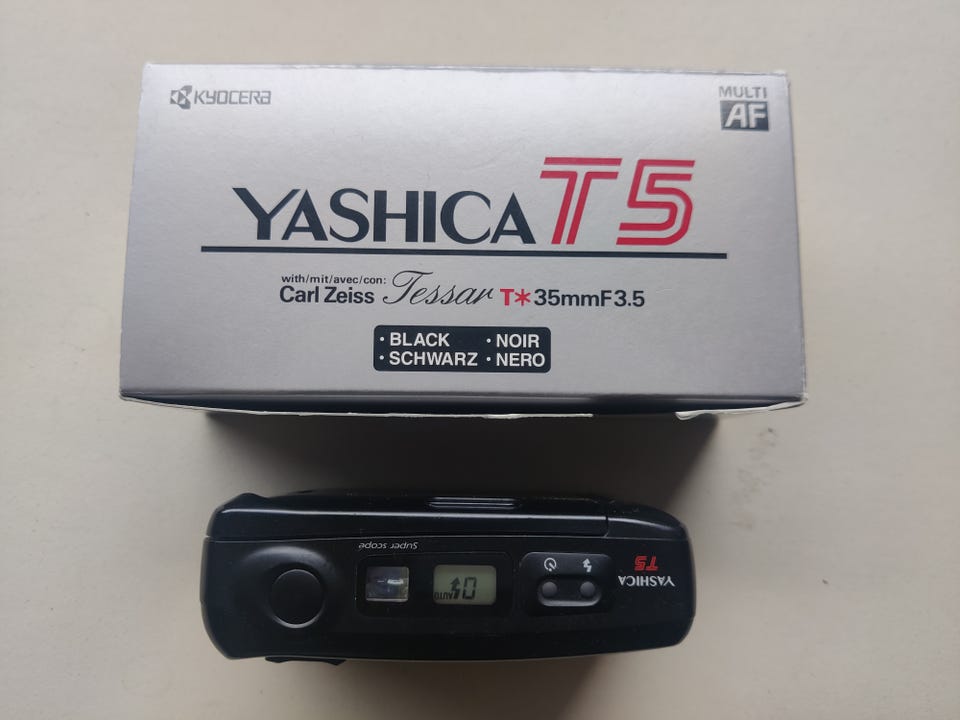 KYOCERA
MULTI
AF
YASHICA T5
with/mit/avec/con:
Carl Zeiss Tessar T* 35mmF3.5
· BLACK · NOIR
· SCHWARZ · NERO
Super scope
AUTO 0
YASHICA
T5